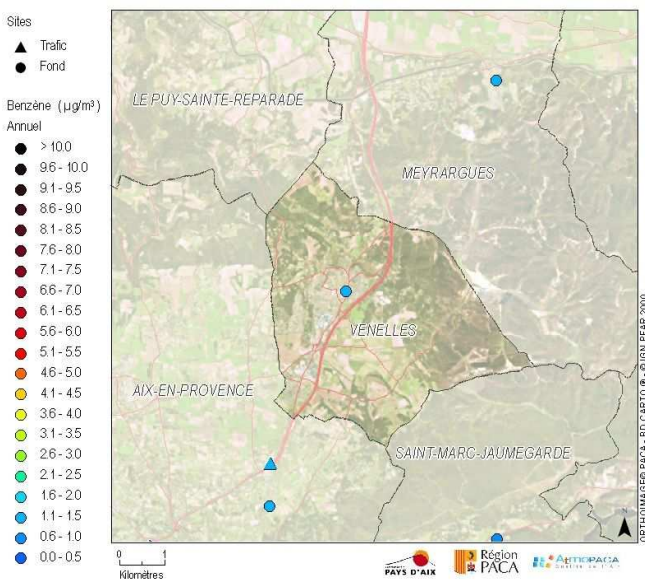 Sites
Trafic
Fond
Benzène (µg/m³)
Annuel
> 10.0
9.6 - 10.0
9.1 - 9.5
8.6 - 9.0
8.1 - 8.5
7.6 - 8.0
7.1 - 7.5
6.6 - 7.0
6.1 - 6.5
5.6 - 6.0
5.1 - 5.5
4.6 - 5.0
4.1 - 4.5
3.6 - 4.0
3.1 - 3.5
2.6 - 3.0
2.1 - 2.5
1.6 - 2.0
1.1 - 1.5
0.6 - 1.0
0.0 - 0.5
LE PUY-SAINTE-REPARADE
MEYRARGUES
VENELLES
AIX-EN-PROVENCE
SAINT-MARC-JAUMEGARDE
N
0 1
Kilomètres
PAYS D'AIX
Région
PACA
AtmoPACA